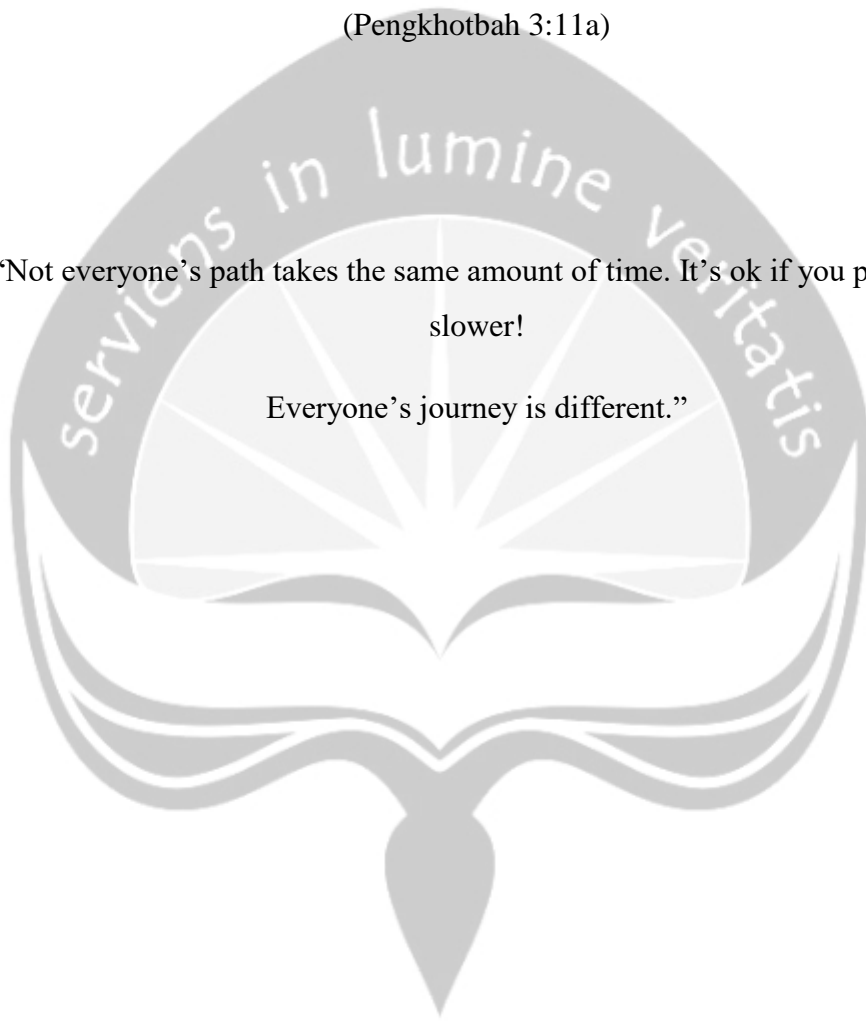 (Pengkhotbah 3:11a)
serviens in lumine veritatis
“Not everyone’s path takes the same amount of time. It’s ok if you
slower!
Everyone’s journey is different.”